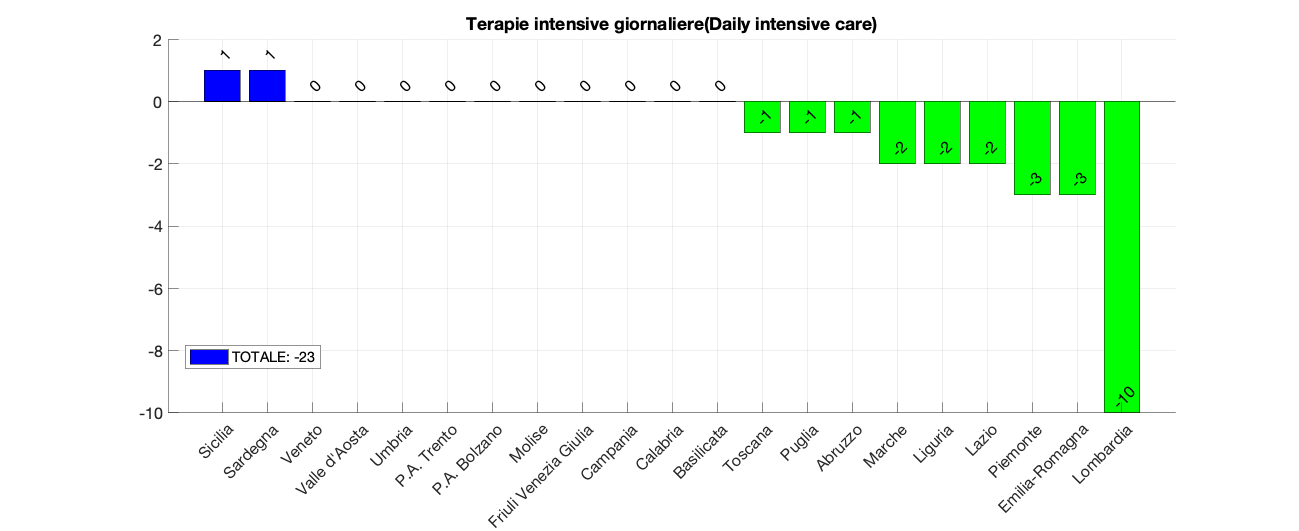 Terapie intensive giornaliere(Daily intensive care)
2
0
-2
-4
-6
-8
-10
1
1
0
0
0
0
0
0
0
0
0
0
-1
-1
-1
-2
-2
-2
-3
-3
-10
TOTALE: -23
Sicilia
Sardegna
Veneto
Valle d'Aosta
Umbria
P.A. Trento
P.A. Bolzano
Molise
Friuli Venezia Giulia
Campania
Calabria
Basilicata
Toscana
Puglia
Abruzzo
Marche
Liguria
Lazio
Piemonte
Emilia-Romagna
Lombardia